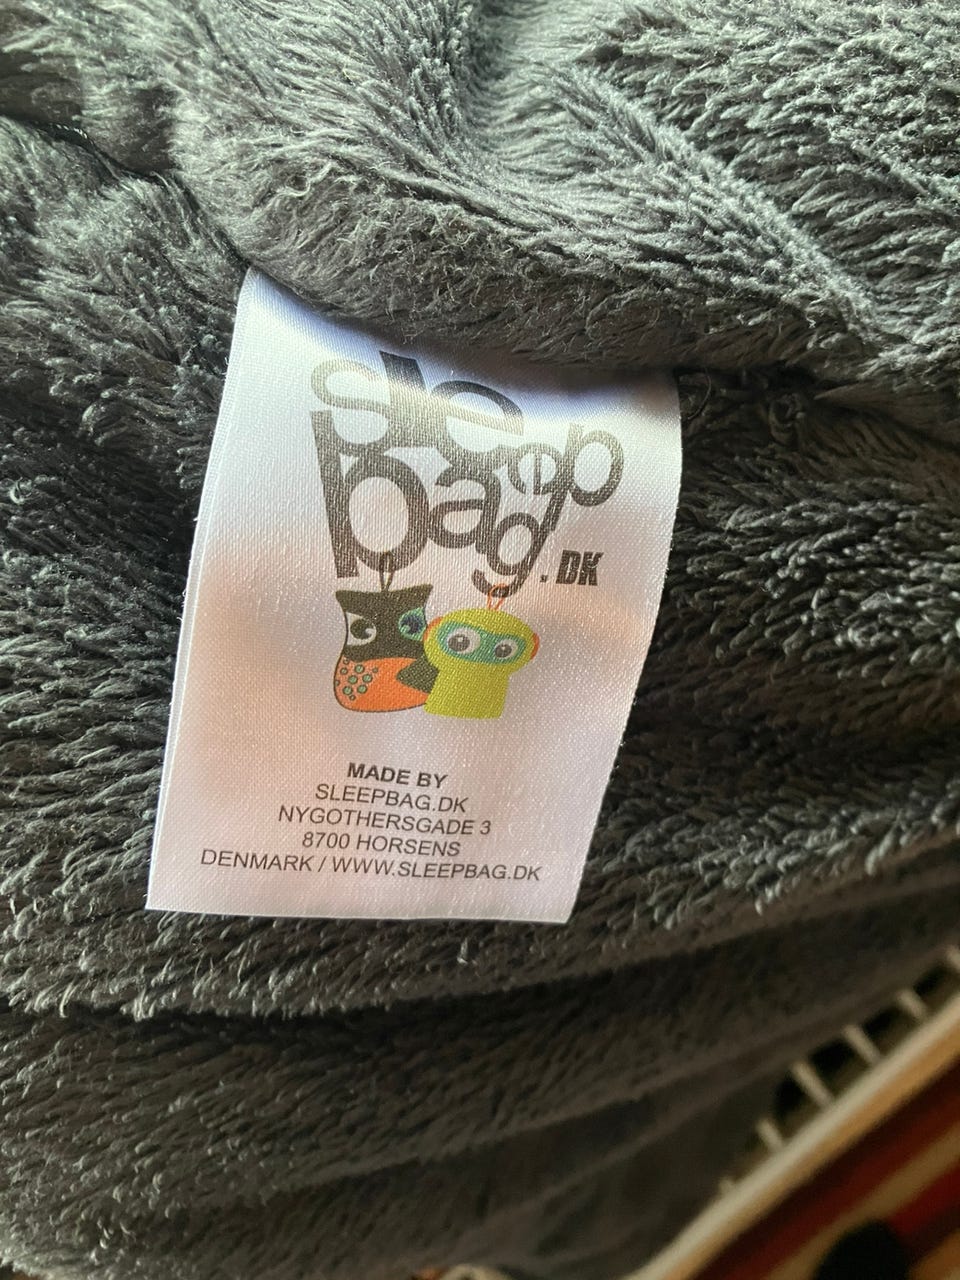 sleep
bag.DK
MADE BY
SLEEPBAG.DK
NYGOTHERSGADE 3
8700 HORSENS
DENMARK / WWW.SLEEPBAG.DK